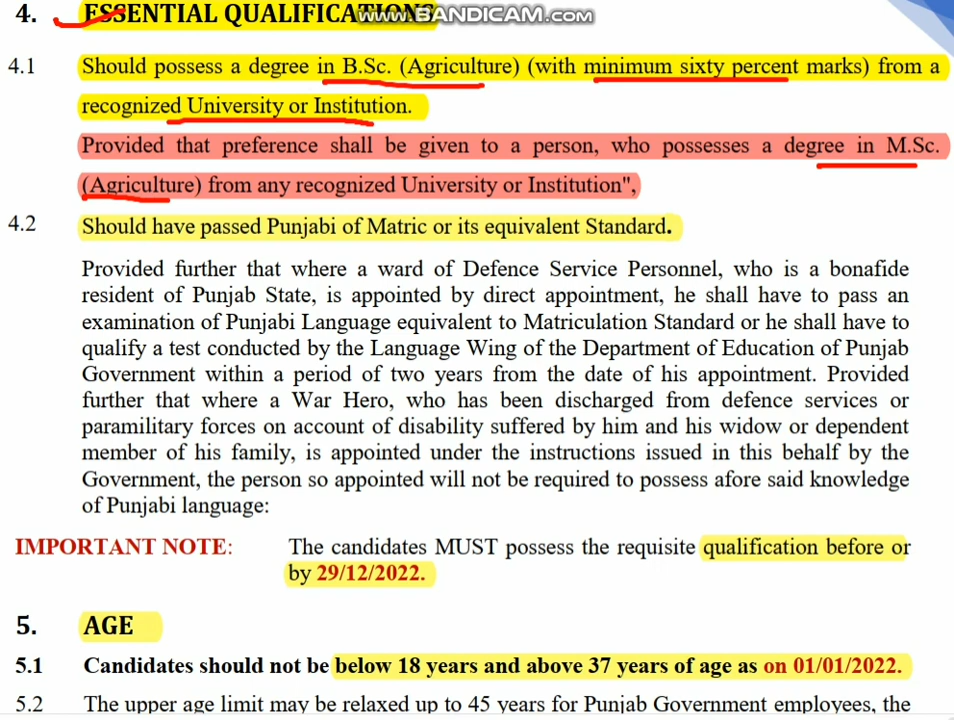 4. ESSENTIAL QUALIFICATIONS
www.BANDICAM.com
4.1 Should possess a degree in B.Sc. (Agriculture) (with minimum sixty percent marks) from a
recognized University or Institution.
Provided that preference shall be given to a person, who possesses a degree in M.Sc.
(Agriculture) from any recognized University or Institution",
4.2 Should have passed Punjabi of Matric or its equivalent Standard.
Provided further that where a ward of Defence Service Personnel, who is a bonafide
resident of Punjab State, is appointed by direct appointment, he shall have to pass an
examination of Punjabi Language equivalent to Matriculation Standard or he shall have to
qualify a test conducted by the Language Wing of the Department of Education of Punjab
Government within a period of two years from the date of his appointment. Provided
further that where a War Hero, who has been discharged from defence services or
paramilitary forces on account of disability suffered by him and his widow or dependent
member of his family, is appointed under the instructions issued in this behalf by the
Government, the person so appointed will not be required to possess afore said knowledge
of Punjabi language:
IMPORTANT NOTE: The candidates MUST possess the requisite qualification before or
by 29/12/2022.
5. AGE
5.1 Candidates should not be below 18 years and above 37 years of age as on 01/01/2022.
5.2 The upper age limit may be relaxed up to 45 years for Punjab Government employees, the